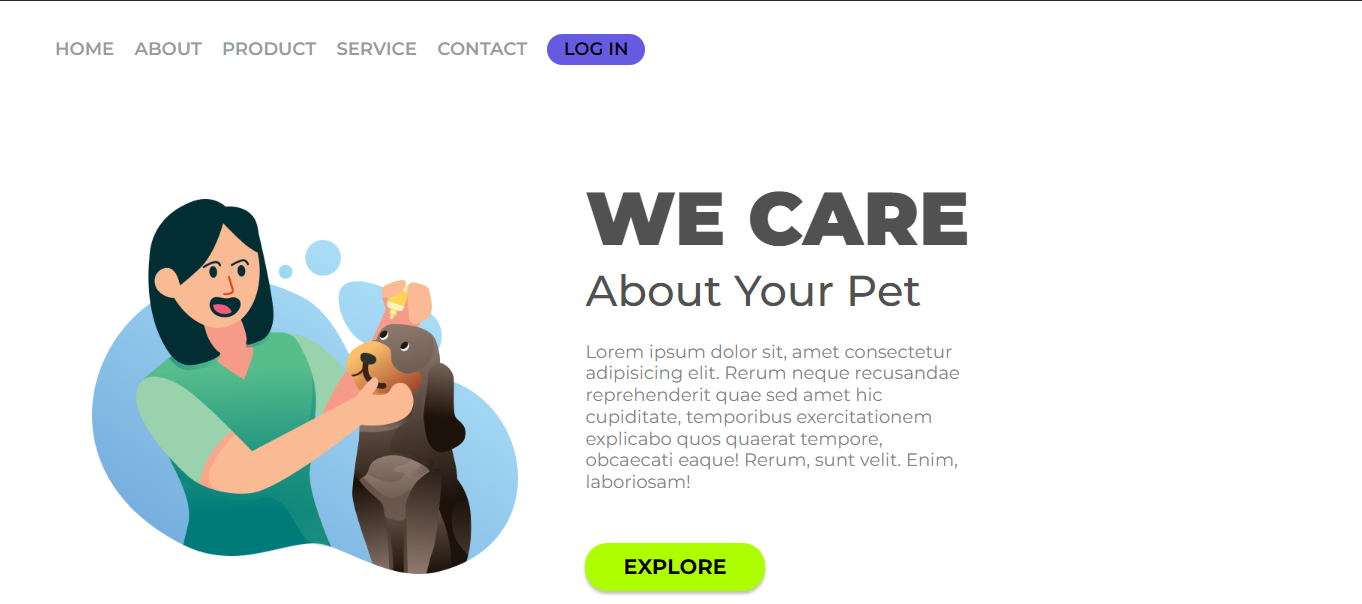 HOME ABOUT PRODUCT SERVICE CONTACT LOG IN
WE CARE
About Your Pet
Lorem ipsum dolor sit, amet consectetur
adipisicing elit. Rerum neque recusandae
reprehenderit quae sed amet hic
cupiditate, temporibus exercitationem
explicabo quos quaerat tempore,
obcaecati eaque! Rerum, sunt velit. Enim,
laboriosam!
EXPLORE